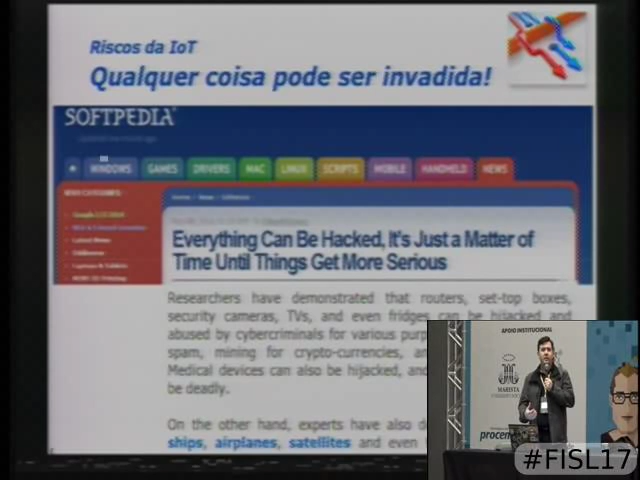 Riscos da IoT
Qualquer coisa pode ser invadida!
SOFTPEDIA
WINDOWS GAMES DRIVERS MAC LINUX SCRIPTS MOBILE HANDHELD NEWS
Everything Can Be Hacked, It's Just a Matter of
Time Until Things Get More Serious
Researchers have demonstrated that routers, set-top boxes,
security cameras, TVs, and even fridges can be hijacked and
abused by cybercriminals for various
spam, mining for crypto-currencies,
Medical devices can also be hijacked,
be deadly.
On the other hand, experts have also
ships, airplanes, satellites and even
APOIO INSTITUCIONAL
MARISTA
#FISL17